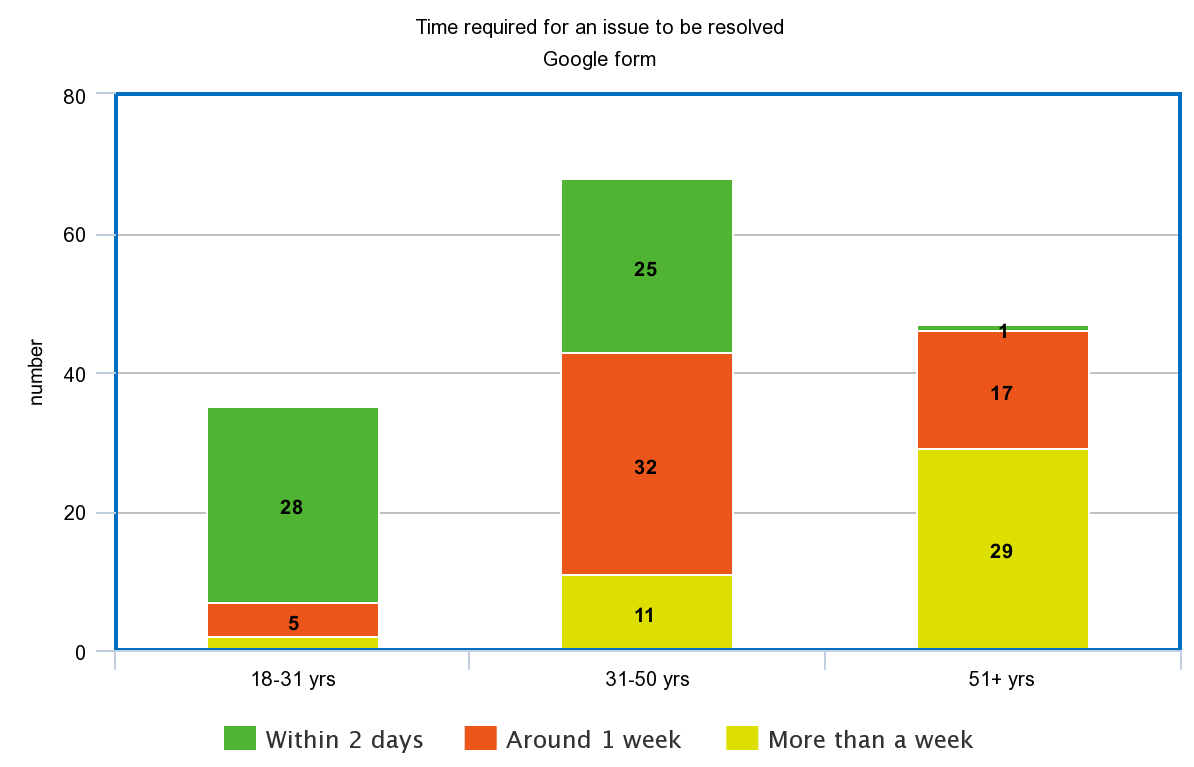 Time required for an issue to be resolved
Google form
80
60
40
20
0
number
28
5
25
32
11
1
17
29
18-31 yrs
31-50 yrs
51+ yrs
Within 2 days
Around 1 week
More than a week